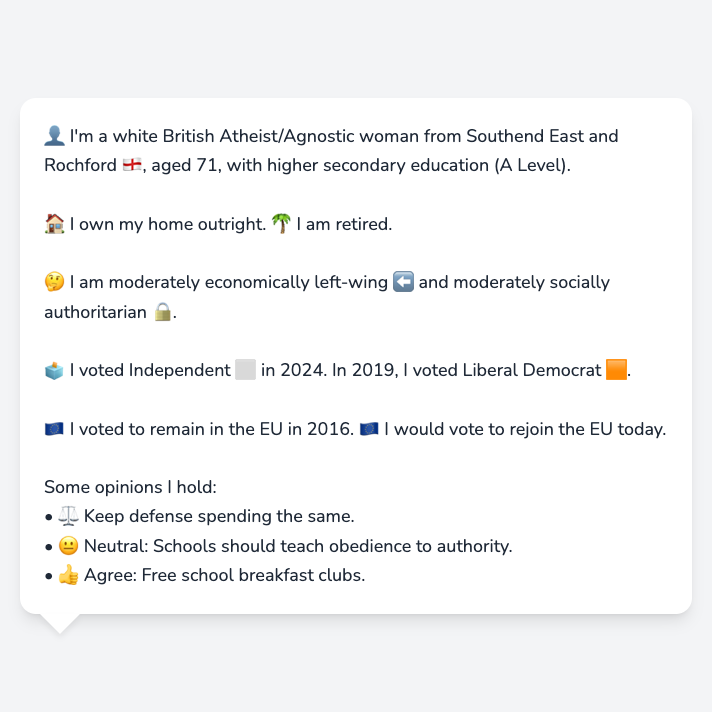 👤 I'm a white British Atheist/Agnostic woman from Southend East and
Rochford 🏴󠁧󠁢󠁥󠁮󠁧󠁿, aged 71, with higher secondary education (A Level).
🏠 I own my home outright. 🌴 I am retired.
🤔 I am moderately economically left-wing ⬅️ and moderately socially
authoritarian 🔒.
🗳️ I voted Independent ⬜ in 2024. In 2019, I voted Liberal Democrat 🟧.
🇪🇺 I voted to remain in the EU in 2016. 🇪🇺 I would vote to rejoin the EU today.
Some opinions I hold:
• ⚖️ Keep defense spending the same.
• 😐 Neutral: Schools should teach obedience to authority.
• 👍 Agree: Free school breakfast clubs.